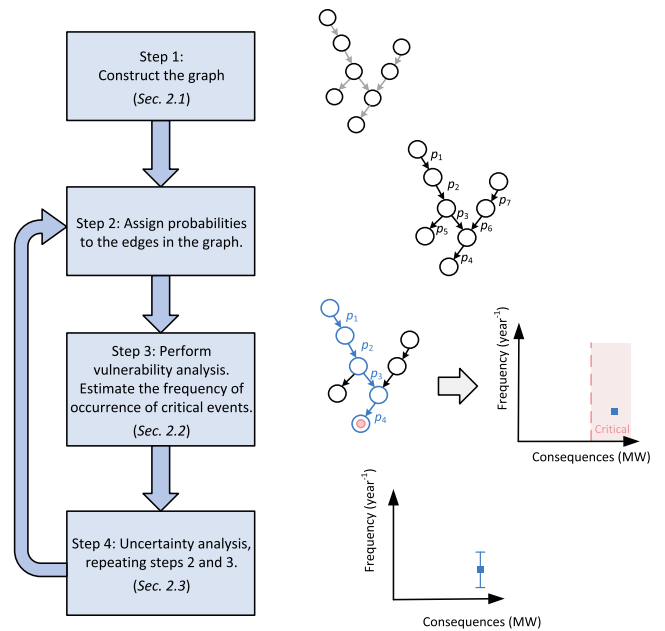 Step 1:
Construct the graph
(Sec. 2.1)
Step 2: Assign probabilities
to the edges in the graph.
p1
p2
p3
p7
p5
p6
p4
Step 3: Perform
vulnerability analysis.
Estimate the frequency of
occurrence of critical events.
(Sec. 2.2)
p1
p2
p3
p4
Frequency (year-1)
Critical
Consequences (MW)
Step 4: Uncertainty analysis,
repeating steps 2 and 3.
(Sec. 2.3)
Frequency (year-1)
Consequences (MW)